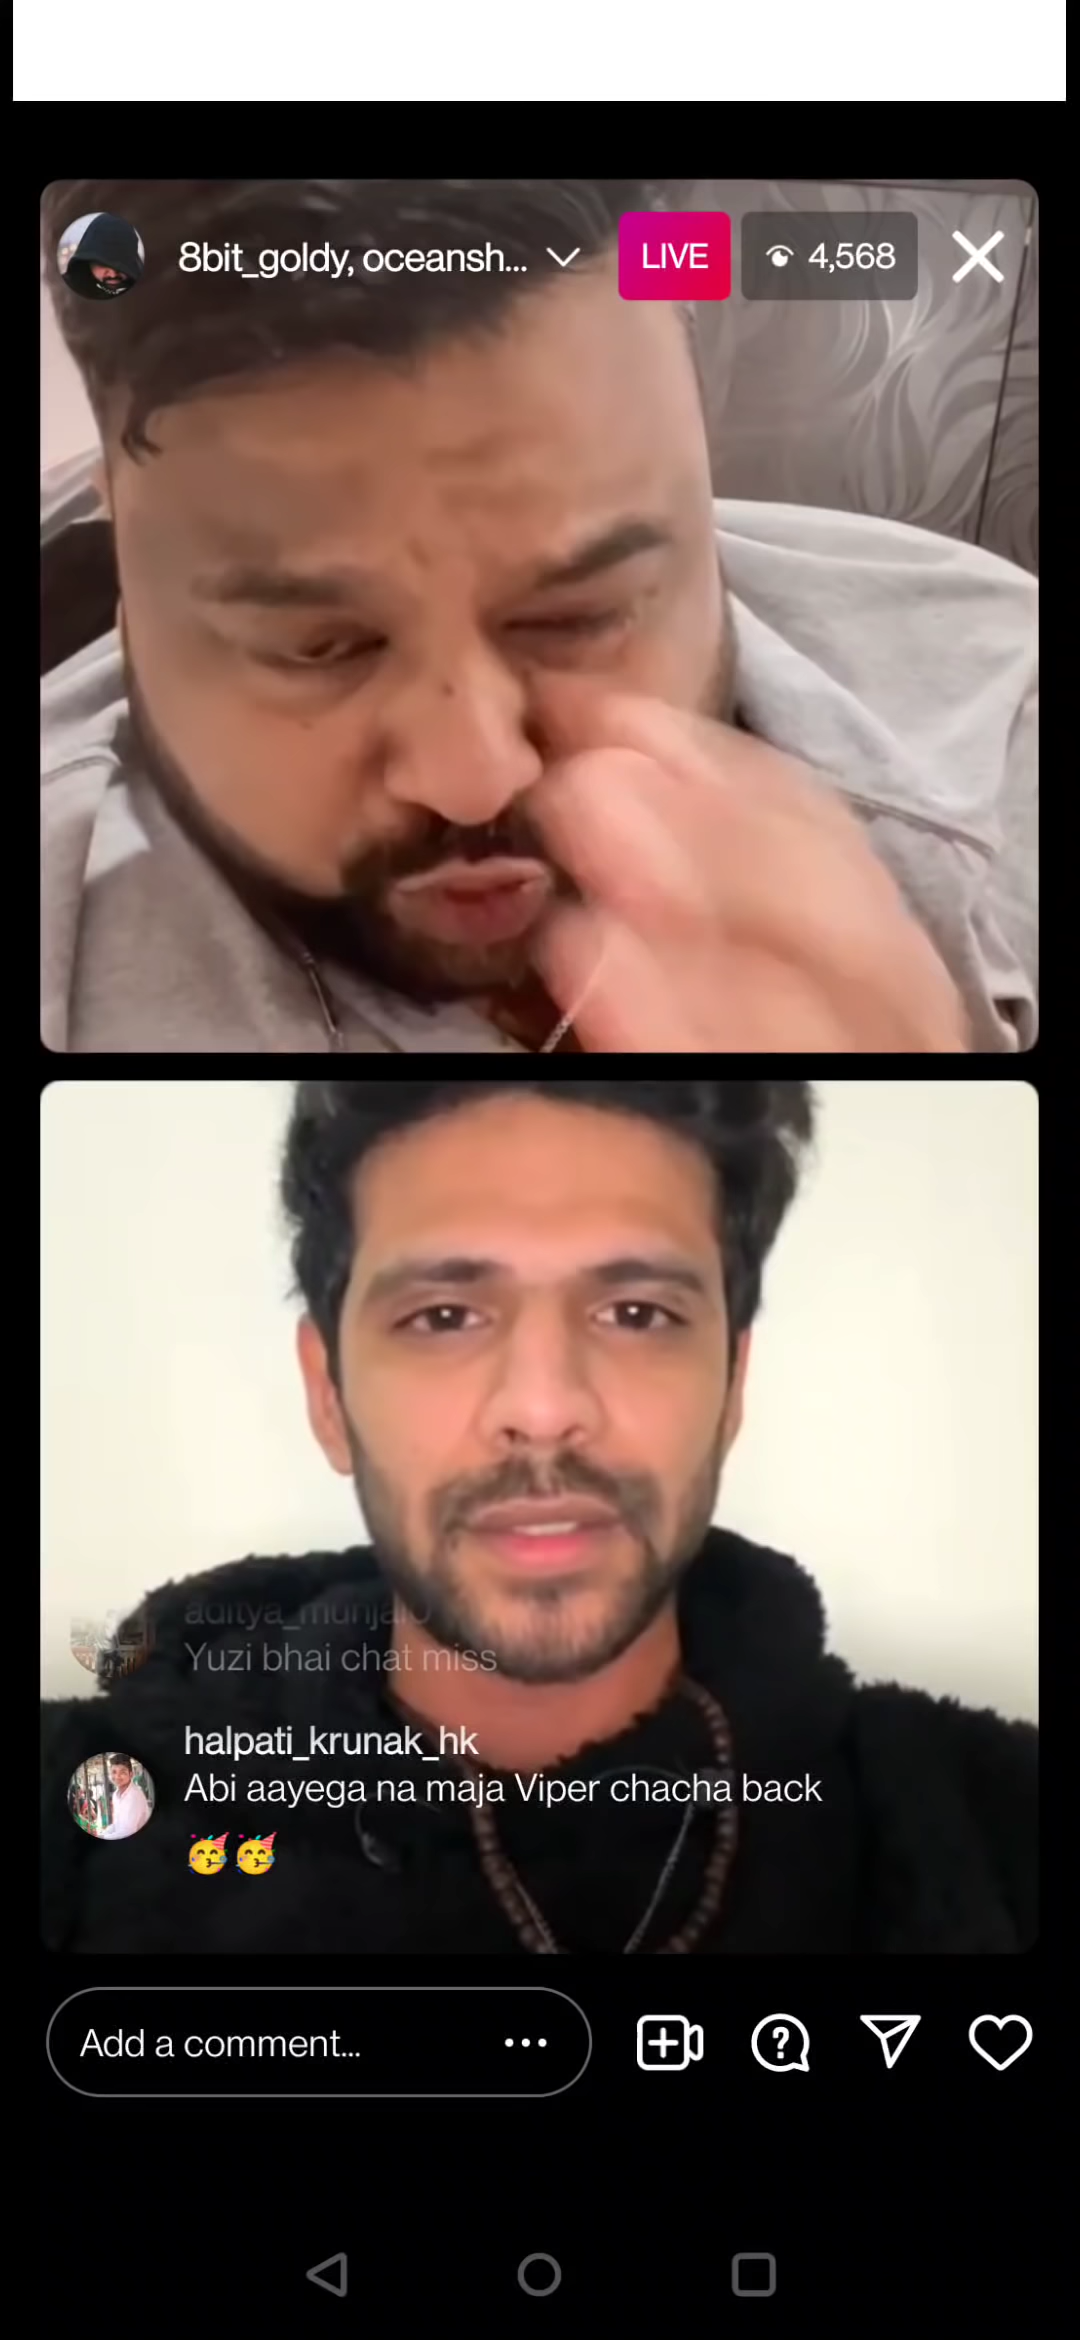 8bit_goldy, oceansh...
LIVE
4,568
Yuzi bhai chat miss
halpati_krunak_hk
Abi aayega na maja Viper chacha back
🥳🥳
Add a comment...